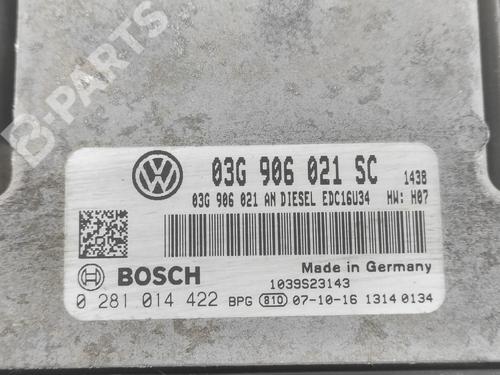 B-PARTS
03G 906 021 SC 1438
03G 906 021 AN DIESEL EDC16U34 HW: H07
BOSCH
Made in Germany
1039S23143
0 281 014 422 BPG 810 07-10-16 1314 0134